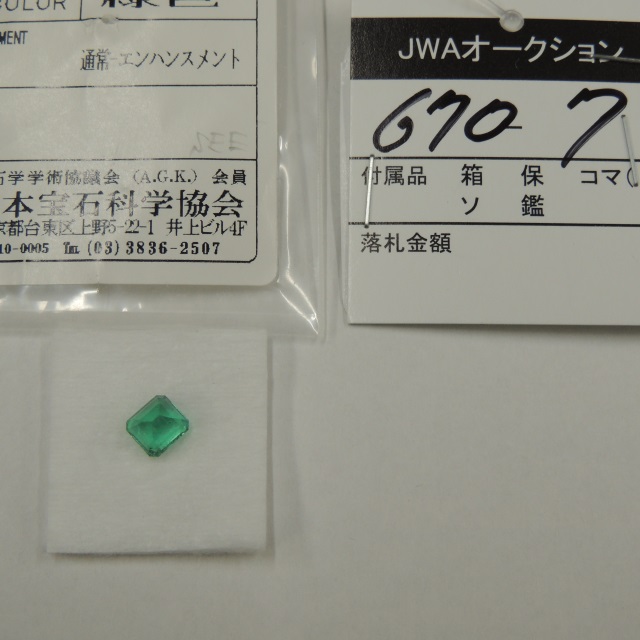 COLOR 緑色
MENT
通常-エンハンスメント
石学学術協議会 (A.G.K.) 会員
本宝石科学協会
京都台東区上野5-22-1 井上ビル4F
10-0005 TEL (03)3836-2507
JWAオークション
670-7
付属品 箱 保 コマ(
ソ 鑑
落札金額